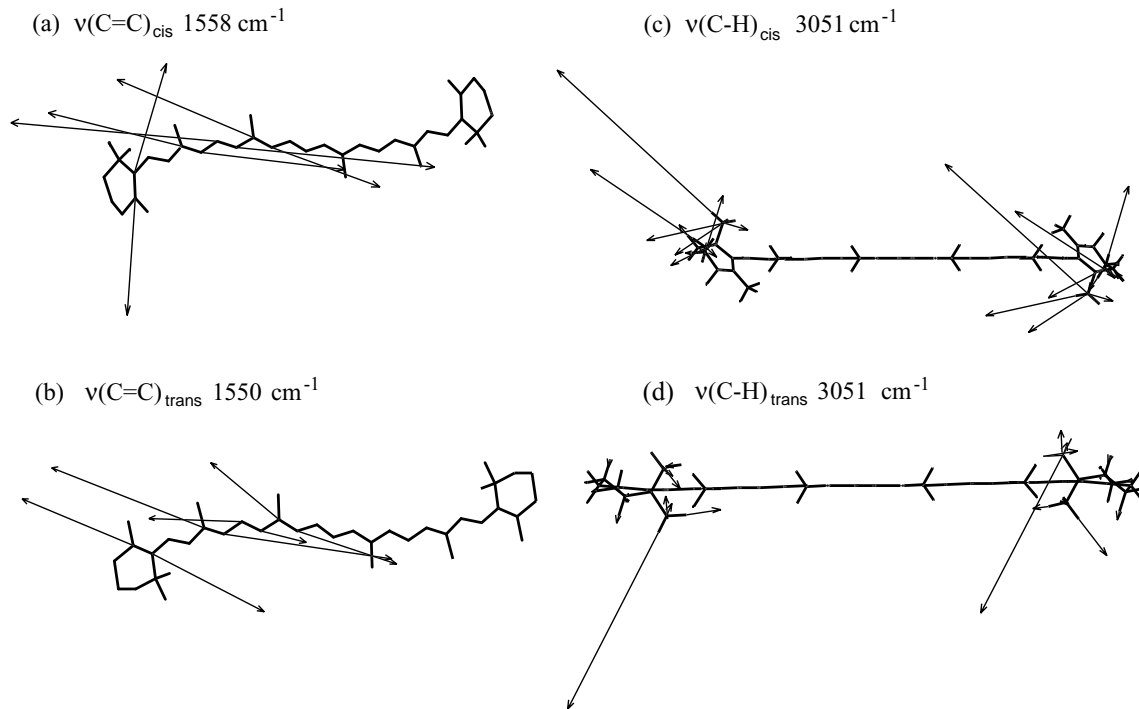 (a) ν(C=C)cis 1558 cm-1
(c) ν(C-H)cis 3051 cm-1
(b) ν(C=C)trans 1550 cm-1
(d) ν(C-H)trans 3051 cm-1